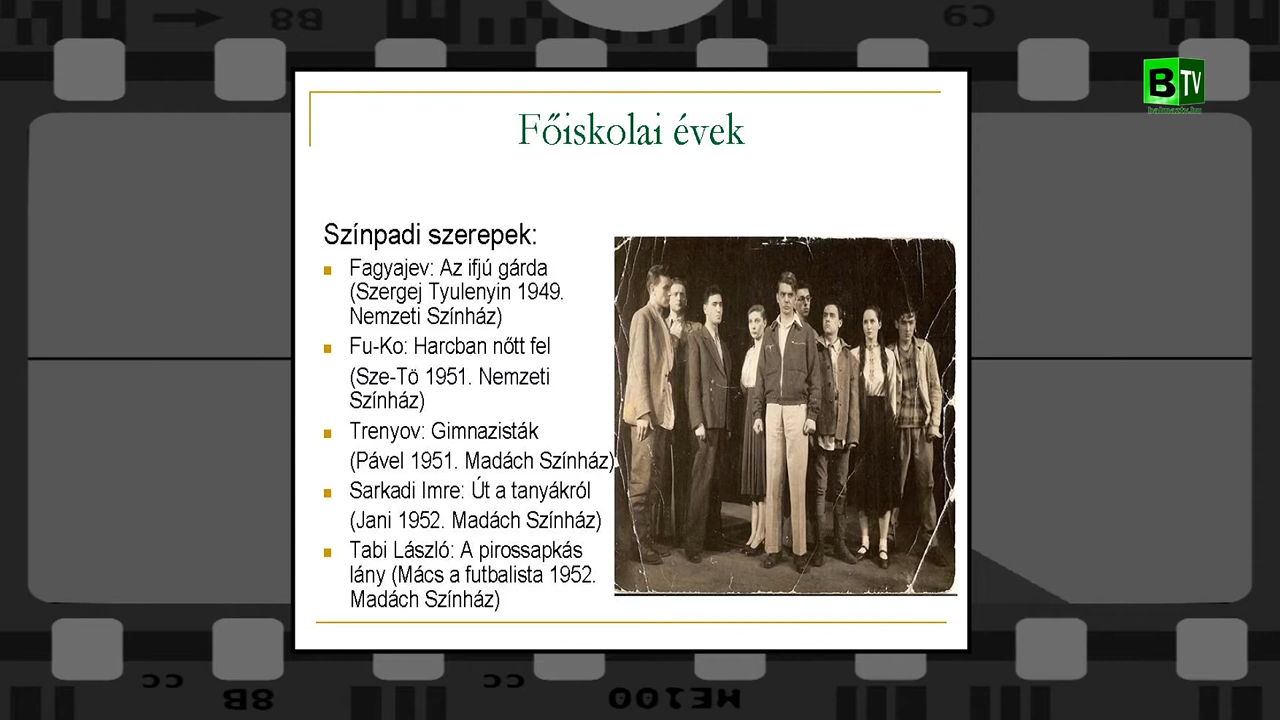 B TV
Főiskolai évek
Színpadi szerepek:
Fagyajev: Az ifjú gárda
(Szergej Tyulenyin 1949.
Nemzeti Színház)
Fu-Ko: Harcban nőtt fel
(Sze-Tö 1951. Nemzeti
Színház)
Trenyov: Gimnazisták
(Pável 1951. Madách Színház)
Sarkadi Imre: Út a tanyákról
(Jani 1952. Madách Színház)
Tabi László: A pirossapkás
lány (Mács a futbalista 1952.
Madách Színház)